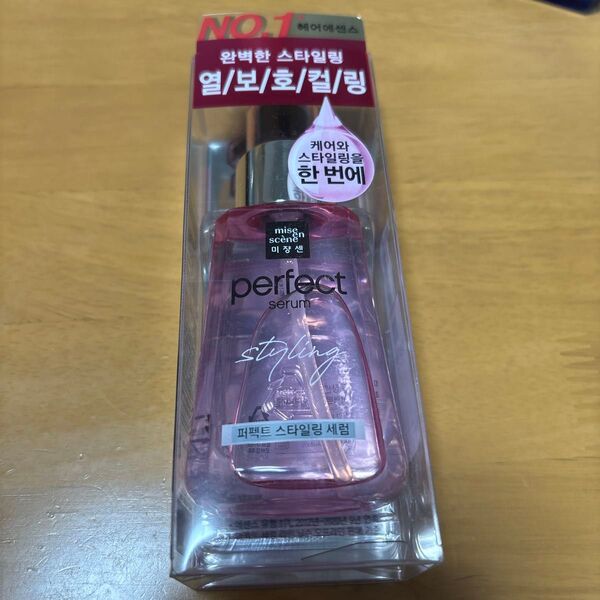 NO.1 헤어에센스
완벽한 스타일링
열/보/호/컬/링
케어와
스타일링을
한 번에
mise
en
scène
미쟝센
perfect
serum
styling
퍼펙트 스타일링 세럼